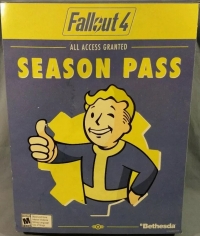 Fallout 4
ALL ACCESS GRANTED
SEASON PASS
M
Bethesda